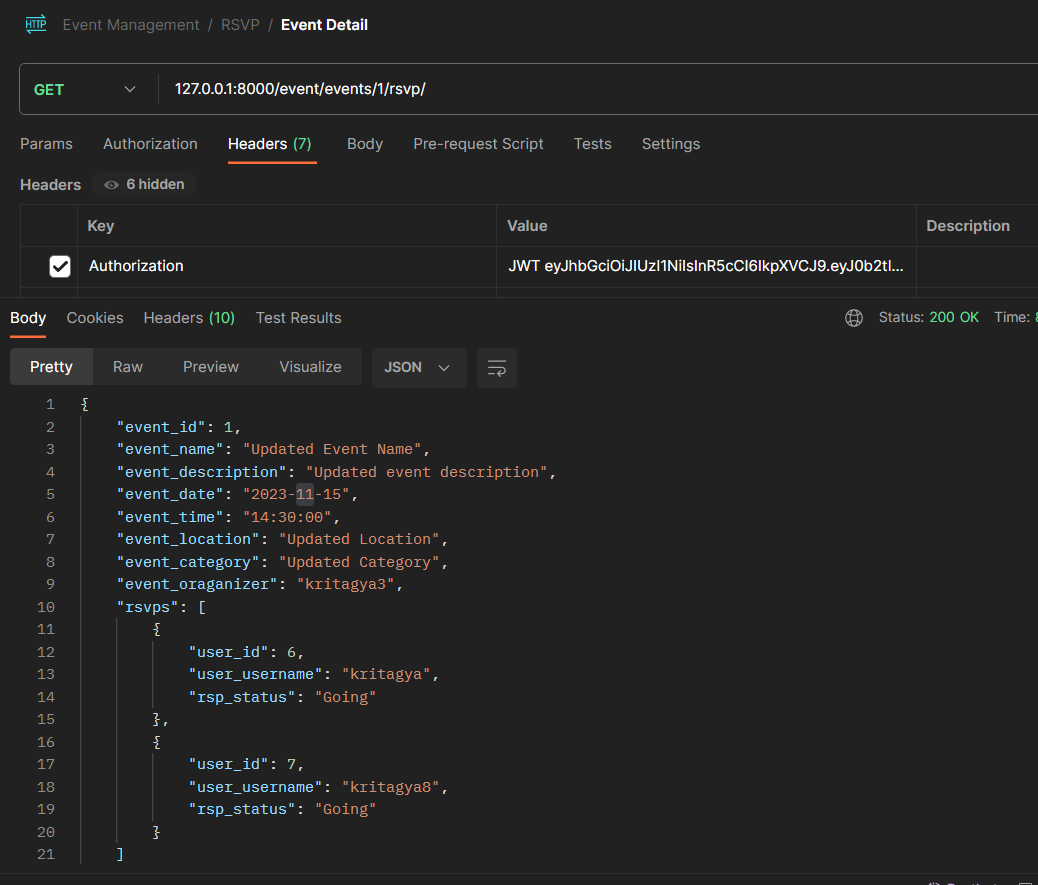 HTTP Event Management / RSVP / Event Detail
GET 127.0.0.1:8000/event/events/1/rsvp/
Params Authorization Headers (7) Body Pre-request Script Tests Settings
Headers 6 hidden
Key Value Description
Authorization JWT eyJhbGciOiJIUzI1NiIsInR5cCI6IkpXVCJ9.eyJ0b2tl...
Body Cookies Headers (10) Test Results Status: 200 OK Time:
Pretty Raw Preview Visualize JSON
1 {
2 "event_id": 1,
3 "event_name": "Updated Event Name",
4 "event_description": "Updated event description",
5 "event_date": "2023-11-15",
6 "event_time": "14:30:00",
7 "event_location": "Updated Location",
8 "event_category": "Updated Category",
9 "event_oraganizer": "kritagya3",
10 "rsvps": [
11 {
12 "user_id": 6,
13 "user_username": "kritagya",
14 "rsp_status": "Going"
15 },
16 {
17 "user_id": 7,
18 "user_username": "kritagya8",
19 "rsp_status": "Going"
20 }
21 ]